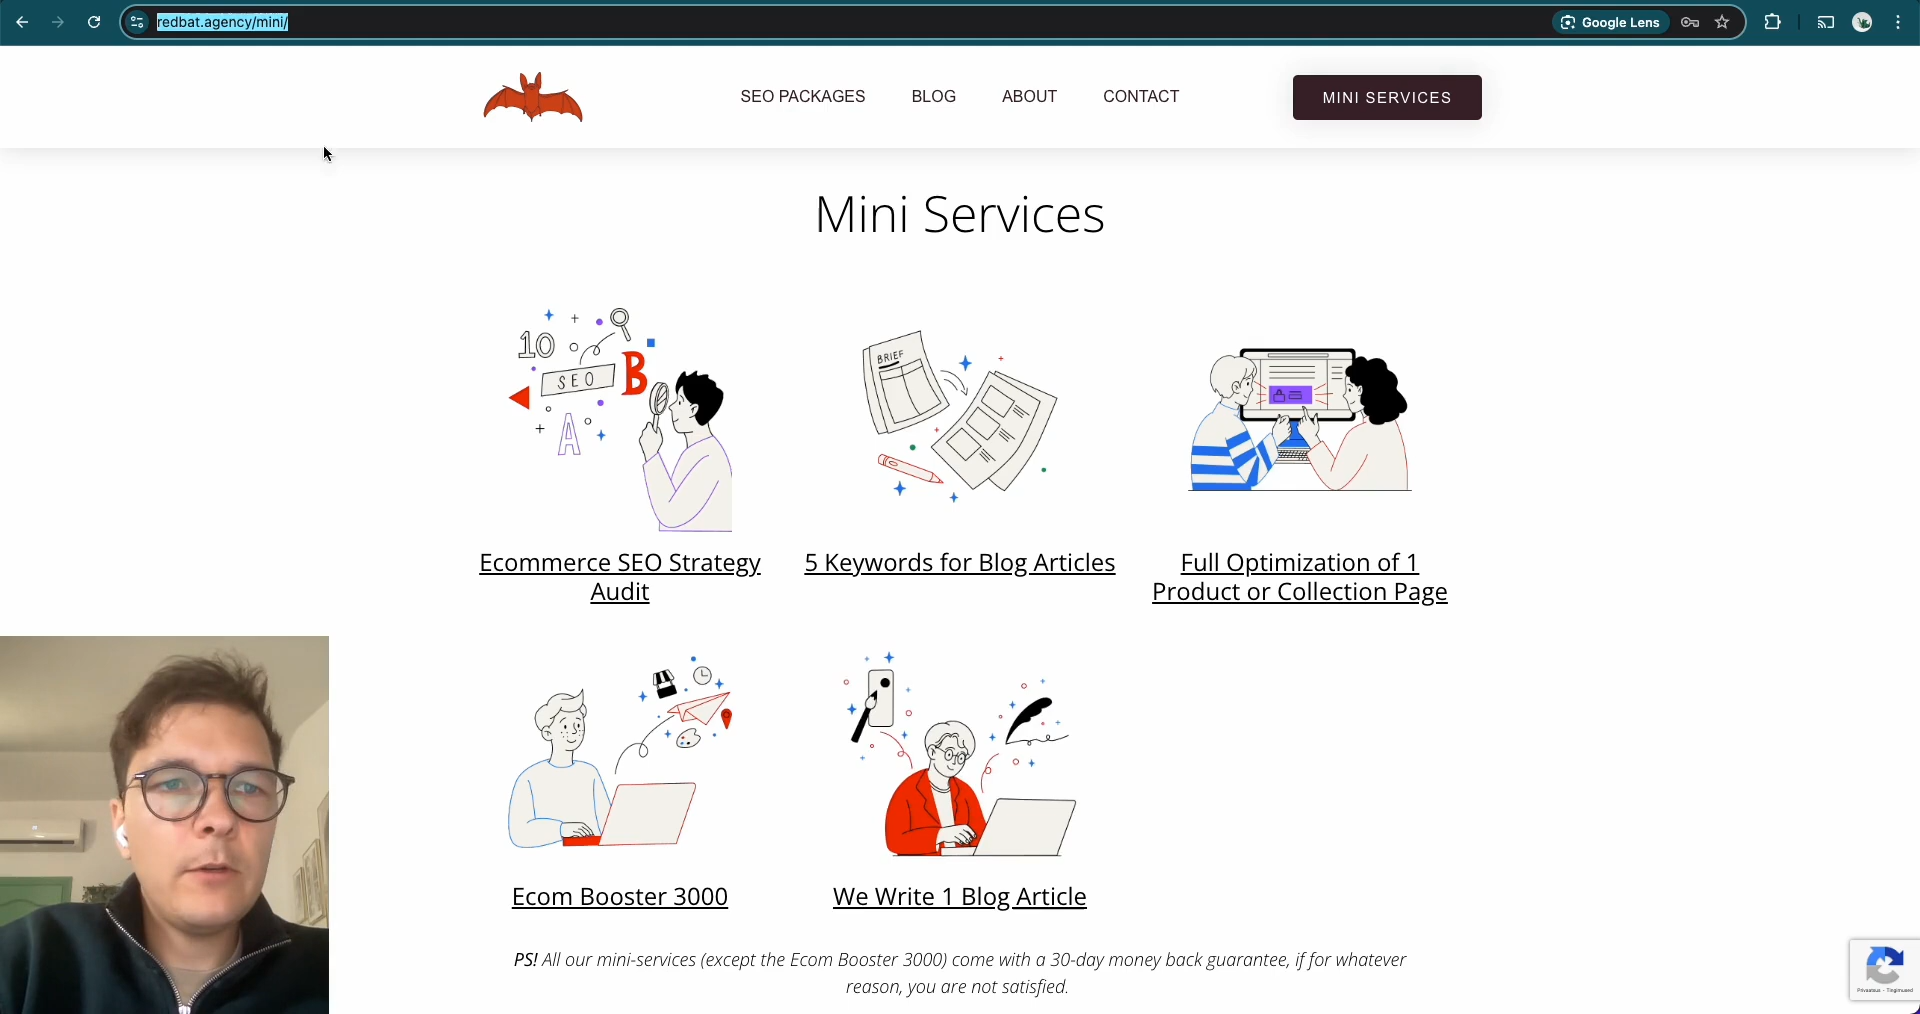 redbat.agency/mini/
Google Lens
SEO PACKAGES
BLOG
ABOUT
CONTACT
MINI SERVICES
Mini Services
10
SEO
B
A
BRIEF
Ecommerce SEO Strategy
Audit
5 Keywords for Blog Articles
Full Optimization of 1
Product or Collection Page
Ecom Booster 3000
We Write 1 Blog Article
PS! All our mini-services (except the Ecom Booster 3000) come with a 30-day money back guarantee, if for whatever
reason, you are not satisfied.
Privaatsus - Tingimused